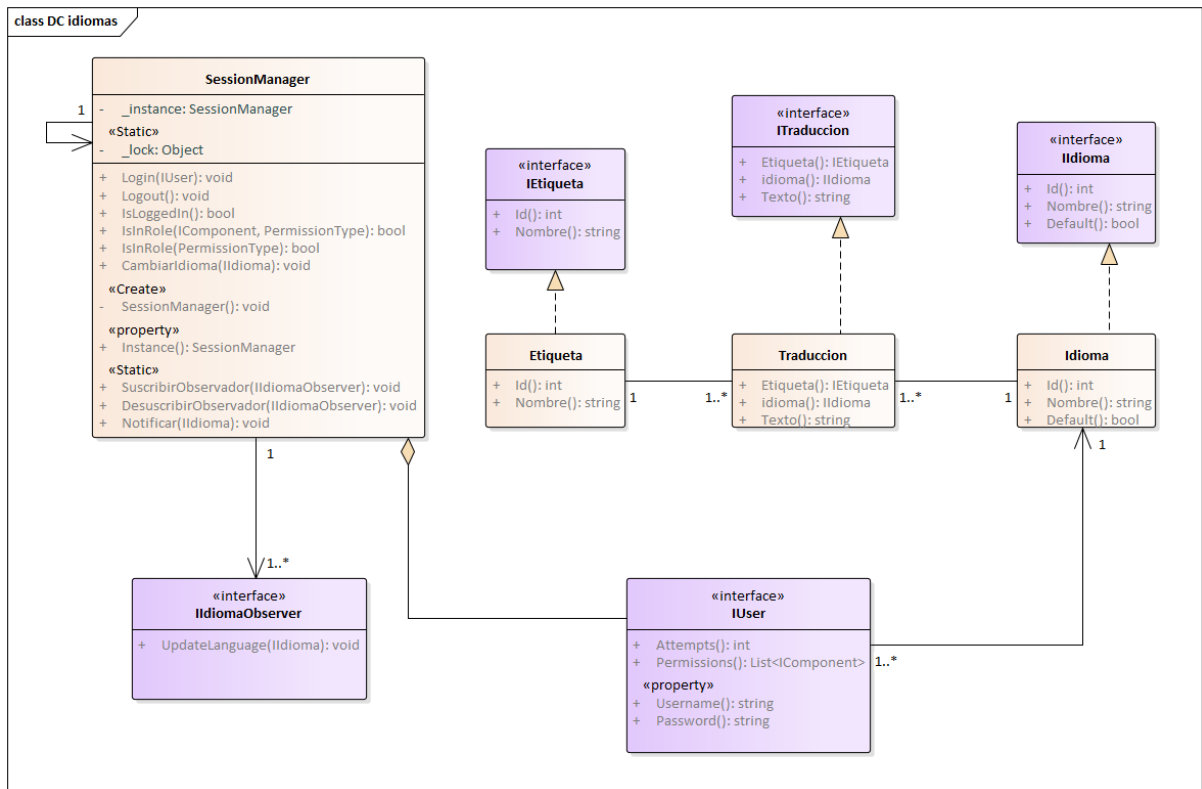 class DC idiomas
SessionManager
- _instance: SessionManager
«Static»
- _lock: Object
+ Login(IUser): void
+ Logout(): void
+ IsLoggedIn(): bool
+ IsInRole(IComponent, PermissionType): bool
+ IsInRole(PermissionType): bool
+ CambiarIdioma(IIdioma): void
«Create»
- SessionManager(): void
«property»
+ Instance(): SessionManager
«Static»
+ SuscribirObservador(IIdiomaObserver): void
+ DesuscribirObservador(IIdiomaObserver): void
+ Notificar(IIdioma): void
1
1
1..*
«interface»
IEtiqueta
+ Id(): int
+ Nombre(): string
«interface»
ITraduccion
+ Etiqueta(): IEtiqueta
+ idioma(): IIdioma
+ Texto(): string
«interface»
IIdioma
+ Id(): int
+ Nombre(): string
+ Default(): bool
Etiqueta
+ Id(): int
+ Nombre(): string
1
1..*
Traduccion
+ Etiqueta(): IEtiqueta
+ idioma(): IIdioma
+ Texto(): string
1..*
1
Idioma
+ Id(): int
+ Nombre(): string
+ Default(): bool
1
«interface»
IIdiomaObserver
+ UpdateLanguage(IIdioma): void
«interface»
IUser
+ Attempts(): int
+ Permissions(): List<IComponent>
«property»
+ Username(): string
+ Password(): string
1..*